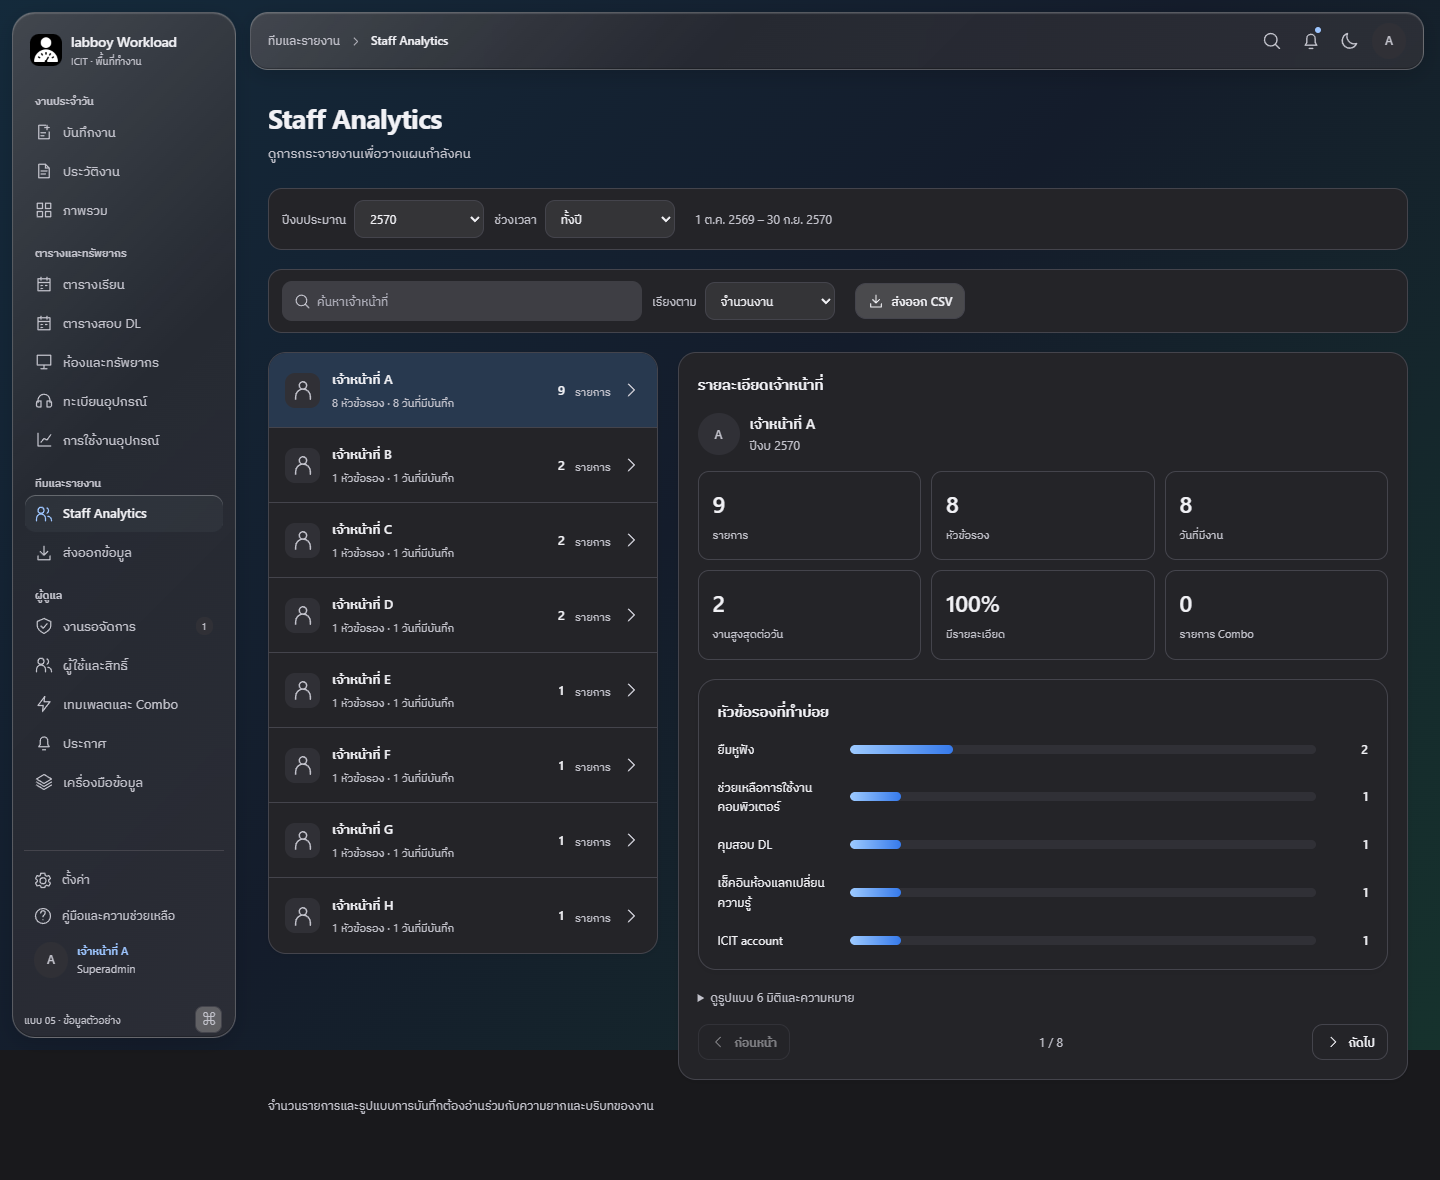 labboy Workload
ICIT · พื้นที่ทำงาน
งานประจำวัน
บันทึกงาน
ประวัติงาน
ภาพรวม
ตารางและทรัพยากร
ตารางเรียน
ตารางสอบ DL
ห้องและทรัพยากร
ทะเบียนอุปกรณ์
การใช้งานอุปกรณ์
ทีมและรายงาน
Staff Analytics
ส่งออกข้อมูล
ผู้ดูแล
งานรอจัดการ 1
ผู้ใช้และสิทธิ์
เทมเพลตและ Combo
ประกาศ
เครื่องมือข้อมูล
ตั้งค่า
คู่มือและความช่วยเหลือ
A
เจ้าหน้าที่ A
Superadmin
แบบ 05 · ข้อมูลตัวอย่าง
ทีมและรายงาน > Staff Analytics
A
Staff Analytics
ดูการกระจายงานเพื่อวางแผนกำลังคน
ปีงบประมาณ 2570 ช่วงเวลา ทั้งปี 1 ต.ค. 2569 – 30 ก.ย. 2570
ค้นหาเจ้าหน้าที่ เรียงตาม จำนวนงาน ส่งออก CSV
เจ้าหน้าที่ A
8 หัวข้อรอง · 8 วันที่มีบันทึก
9 รายการ
เจ้าหน้าที่ B
1 หัวข้อรอง · 1 วันที่มีบันทึก
2 รายการ
เจ้าหน้าที่ C
1 หัวข้อรอง · 1 วันที่มีบันทึก
2 รายการ
เจ้าหน้าที่ D
1 หัวข้อรอง · 1 วันที่มีบันทึก
2 รายการ
เจ้าหน้าที่ E
1 หัวข้อรอง · 1 วันที่มีบันทึก
1 รายการ
เจ้าหน้าที่ F
1 หัวข้อรอง · 1 วันที่มีบันทึก
1 รายการ
เจ้าหน้าที่ G
1 หัวข้อรอง · 1 วันที่มีบันทึก
1 รายการ
เจ้าหน้าที่ H
1 หัวข้อรอง · 1 วันที่มีบันทึก
1 รายการ
รายละเอียดเจ้าหน้าที่
A
เจ้าหน้าที่ A
ปีงบ 2570
9
รายการ
8
หัวข้อรอง
8
วันที่มีงาน
2
งานสูงสุดต่อวัน
100%
มีรายละเอียด
0
รายการ Combo
หัวข้อรองที่ทำบ่อย
ยืมหูฟัง 2
ช่วยเหลือการใช้งาน
คอมพิวเตอร์ 1
คุมสอบ DL 1
เช็คอินห้องแลกเปลี่ยน
ความรู้ 1
ICIT account 1
ดูรูปแบบ 6 มิติและความหมาย
ก่อนหน้า 1 / 8 ถัดไป
จำนวนรายการและรูปแบบการบันทึกต้องอ่านร่วมกับความยากและบริบทของงาน